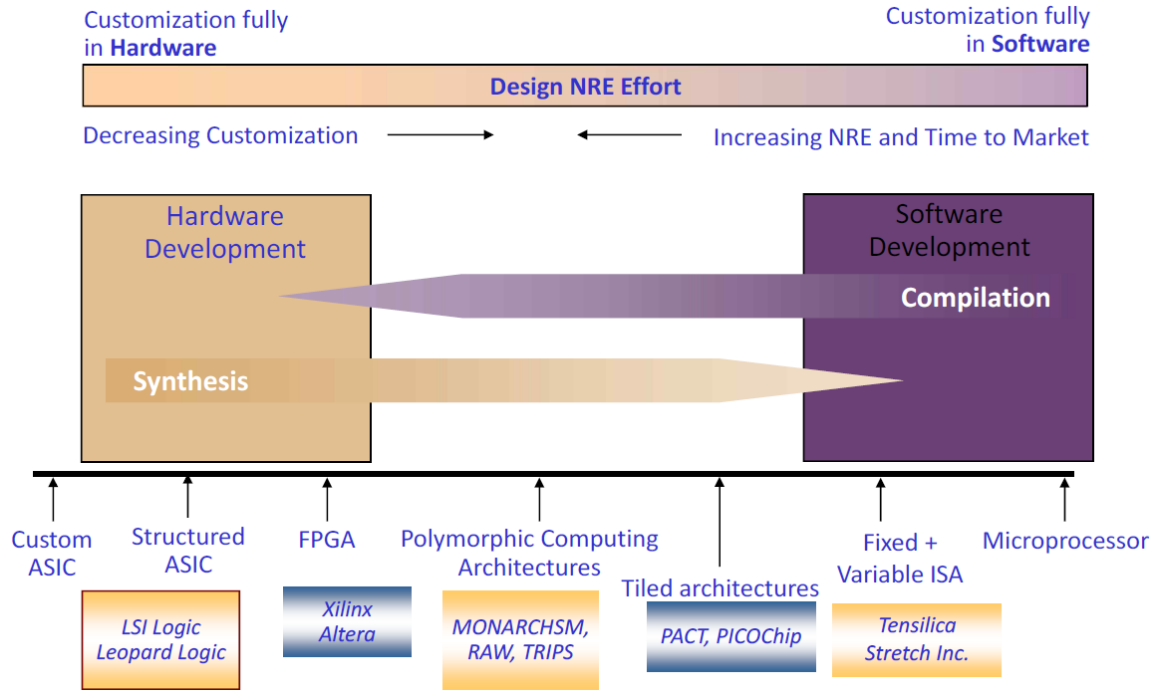 Customization fully
in Hardware
Customization fully
in Software
Design NRE Effort
Decreasing Customization
Increasing NRE and Time to Market
Hardware
Development
Software
Development
Compilation
Synthesis
Custom
ASIC
Structured
ASIC
FPGA
Polymorphic Computing
Architectures
Tiled architectures
Fixed +
Variable ISA
Microprocessor
LSI Logic
Leopard Logic
Xilinx
Altera
MONARCHSM,
RAW, TRIPS
PACT, PICOChip
Tensilica
Stretch Inc.